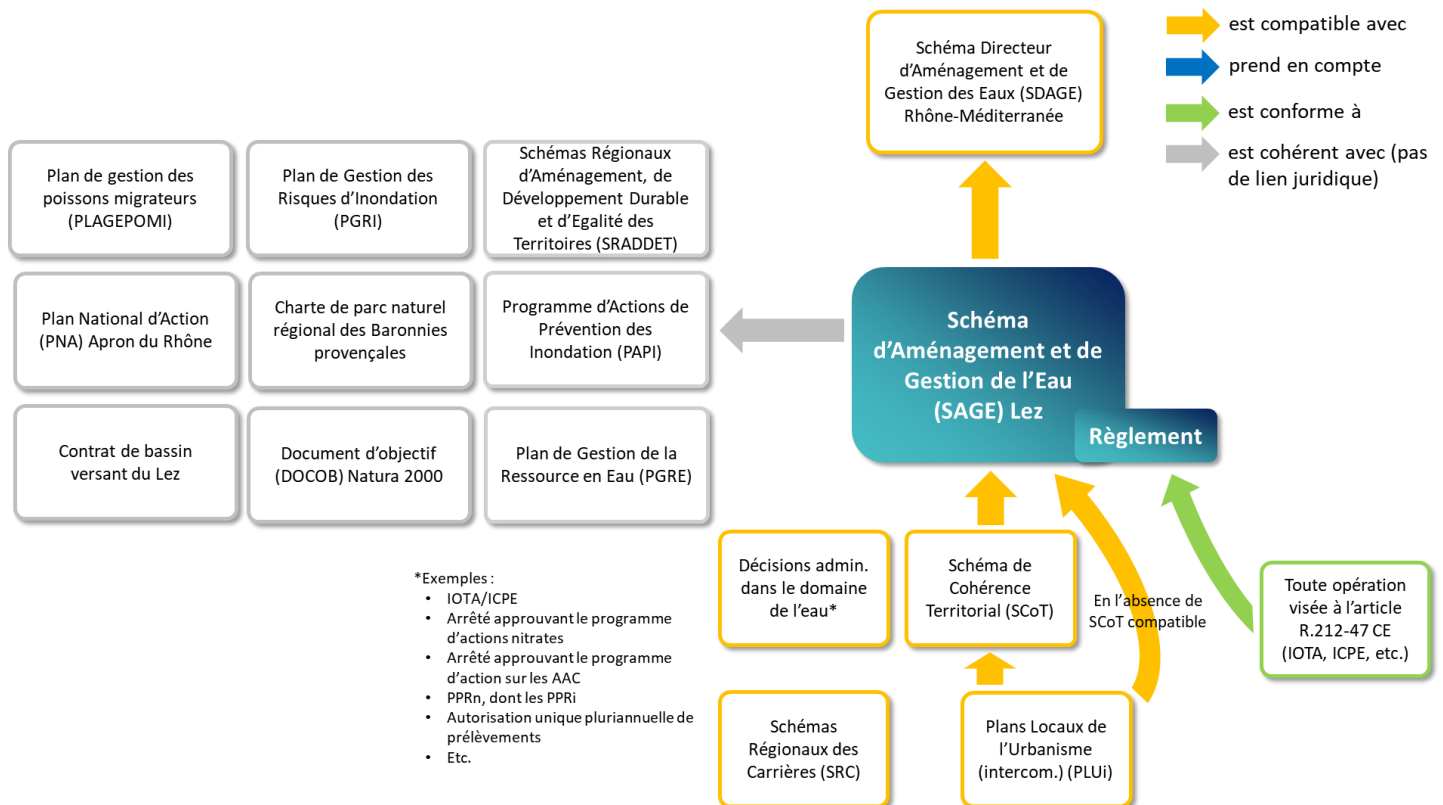 Schéma Directeur
d’Aménagement et de
Gestion des Eaux (SDAGE)
Rhône-Méditerranée
est compatible avec
prend en compte
est conforme à
est cohérent avec (pas
de lien juridique)
Plan de gestion des
poissons migrateurs
(PLAGEPOMI)
Plan de Gestion des
Risques d’Inondation
(PGRI)
Schémas Régionaux
d’Aménagement, de
Développement Durable
et d’Egalité des
Territoires (SRADDET)
Plan National d’Action
(PNA) Apron du Rhône
Charte de parc naturel
régional des Baronnies
provençales
Programme d’Actions de
Prévention des
Inondation (PAPI)
Contrat de bassin
versant du Lez
Document d’objectif
(DOCOB) Natura 2000
Plan de Gestion de la
Ressource en Eau (PGRE)
Schéma
d’Aménagement et de
Gestion de l’Eau
(SAGE) Lez
Règlement
Décisions admin.
dans le domaine
de l’eau*
Schéma de
Cohérence
Territorial (SCoT)
En l’absence de
SCoT compatible
Toute opération
visée à l’article
R.212-47 CE
(IOTA, ICPE, etc.)
Schémas
Régionaux des
Carrières (SRC)
Plans Locaux de
l’Urbanisme
(intercom.) (PLUi)
*Exemples :
• IOTA/ICPE
• Arrêté approuvant le programme
d’actions nitrates
• Arrêté approuvant le programme
d’action sur les AAC
• PPRn, dont les PPRi
• Autorisation unique pluriannuelle de
prélèvements
• Etc.